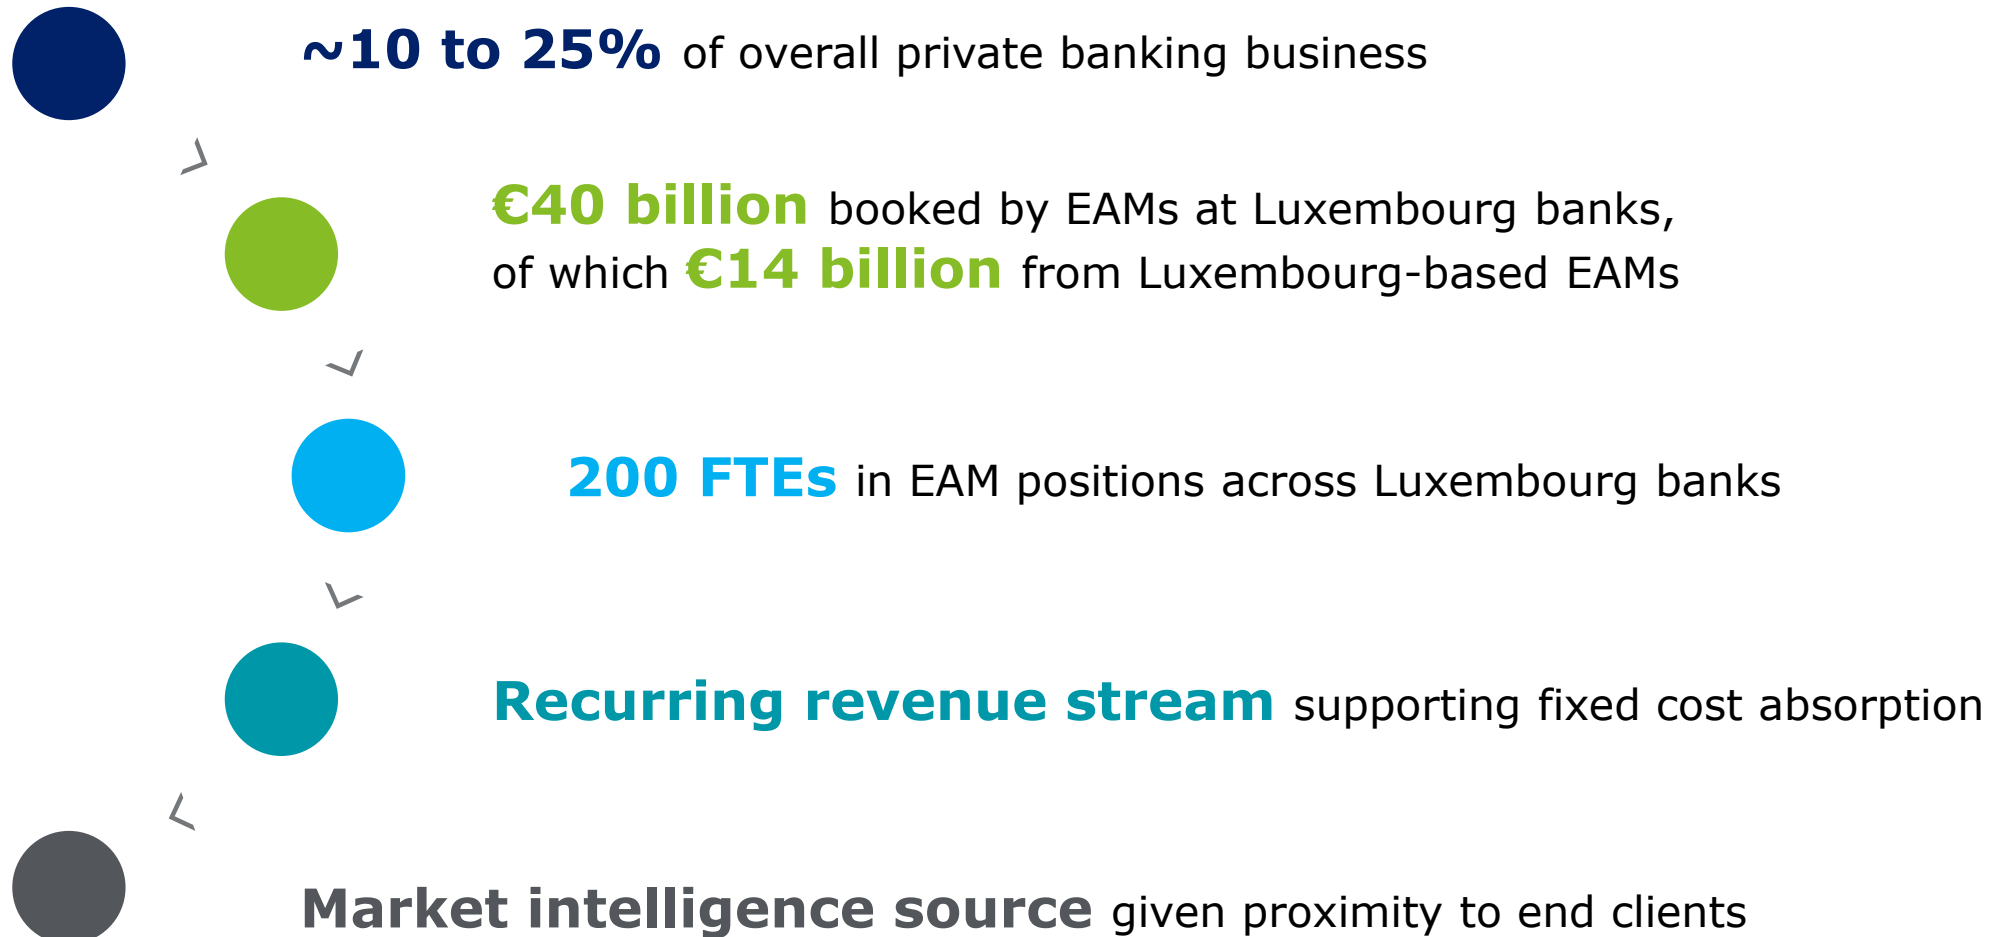 ~10 to 25% of overall private banking business
€40 billion booked by EAMs at Luxembourg banks,
of which €14 billion from Luxembourg-based EAMs
200 FTEs in EAM positions across Luxembourg banks
Recurring revenue stream supporting fixed cost absorption
Market intelligence source given proximity to end clients